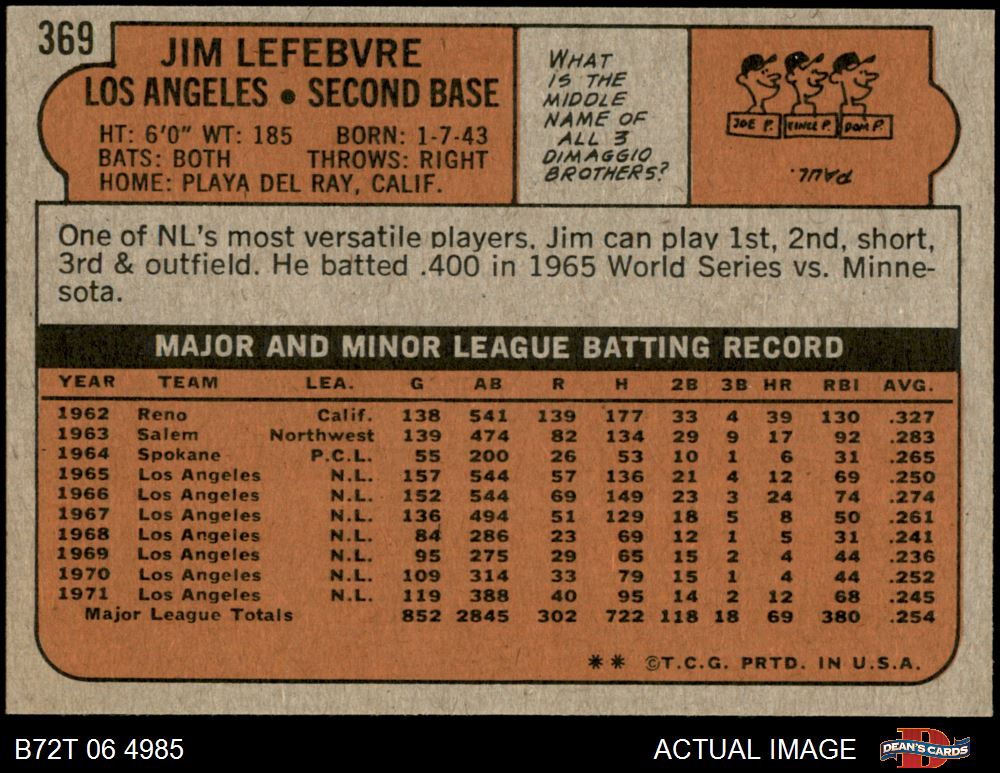 369
JIM LEFEBVRE
LOS ANGELES • SECOND BASE
HT: 6'0" WT: 185 BORN: 1-7-43
BATS: BOTH THROWS: RIGHT
HOME: PLAYA DEL RAY, CALIF.
WHAT
IS THE
MIDDLE
NAME OF
ALL 3
DIMAGGIO
BROTHERS?
JOE P. VINCE P. DOM P.
PAUL.
One of NL's most versatile players, Jim can play 1st, 2nd, short,
3rd & outfield. He batted .400 in 1965 World Series vs. Minne-
sota.
MAJOR AND MINOR LEAGUE BATTING RECORD
YEAR TEAM LEA. G AB R H 2B 3B HR RBI AVG.
1962 Reno Calif. 138 541 139 177 33 4 39 130 .327
1963 Salem Northwest 139 474 82 134 29 9 17 92 .283
1964 Spokane P.C.L. 55 200 26 53 10 1 6 31 .265
1965 Los Angeles N.L. 157 544 57 136 21 4 12 69 .250
1966 Los Angeles N.L. 152 544 69 149 23 3 24 74 .274
1967 Los Angeles N.L. 136 494 51 129 18 5 8 50 .261
1968 Los Angeles N.L. 84 286 23 69 12 1 5 31 .241
1969 Los Angeles N.L. 95 275 29 65 15 2 4 44 .236
1970 Los Angeles N.L. 109 314 33 79 15 1 4 44 .252
1971 Los Angeles N.L. 119 388 40 95 14 2 12 68 .245
Major League Totals 852 2845 302 722 118 18 69 380 .254
** ©T.C.G. PRTD. IN U.S.A.
B72T 06 4985 ACTUAL IMAGE DEAN'S CARDS